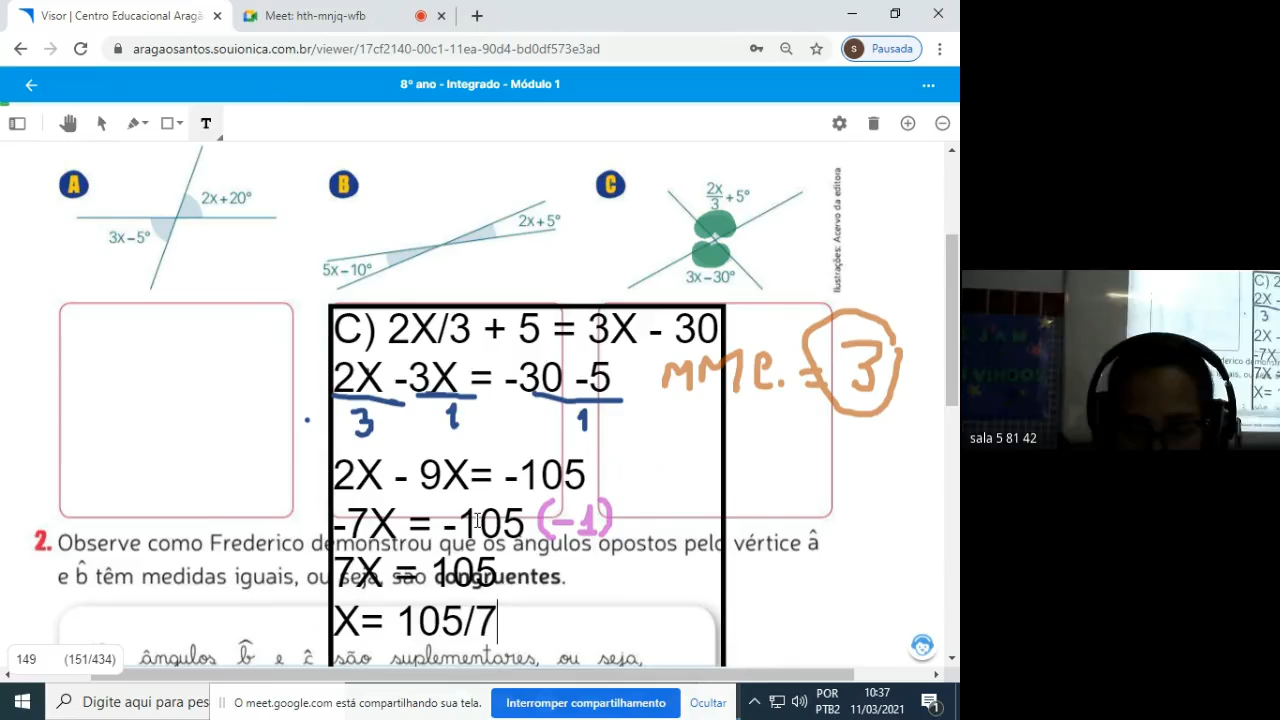 Visor | Centro Educacional Aragã
Meet: hth-mnjq-wfb
aragaosantos.souionica.com.br/viewer/17cf2140-00c1-11ea-90d4-bd0df573e3ad
S Pausada
8º ano - Integrado - Módulo 1
T
A
2x+20°
3x−5°
B
2x+5°
5x−10°
C
2x/3 +5°
3x−30°
Ilustrações: Acervo da editora
C) 2X/3 + 5 = 3X - 30
2X -3X = -30 -5
3 1 1
MMC. = 3
2X - 9X= -105
-7X = -105 (-1)
7X = 105
X= 105/7
2. Observe como Frederico demonstrou que os ângulos opostos pelo vértice â
e b̂ têm medidas iguais, ou seja, são congruentes.
ângulos b̂ e ĉ são suplementares, ou seja,
149 (151/434)
sala 5 81 42
Digite aqui para pes
O meet.google.com está compartilhando sua tela.
Interromper compartilhamento
Ocultar
POR
PTB2
10:37
11/03/2021
1